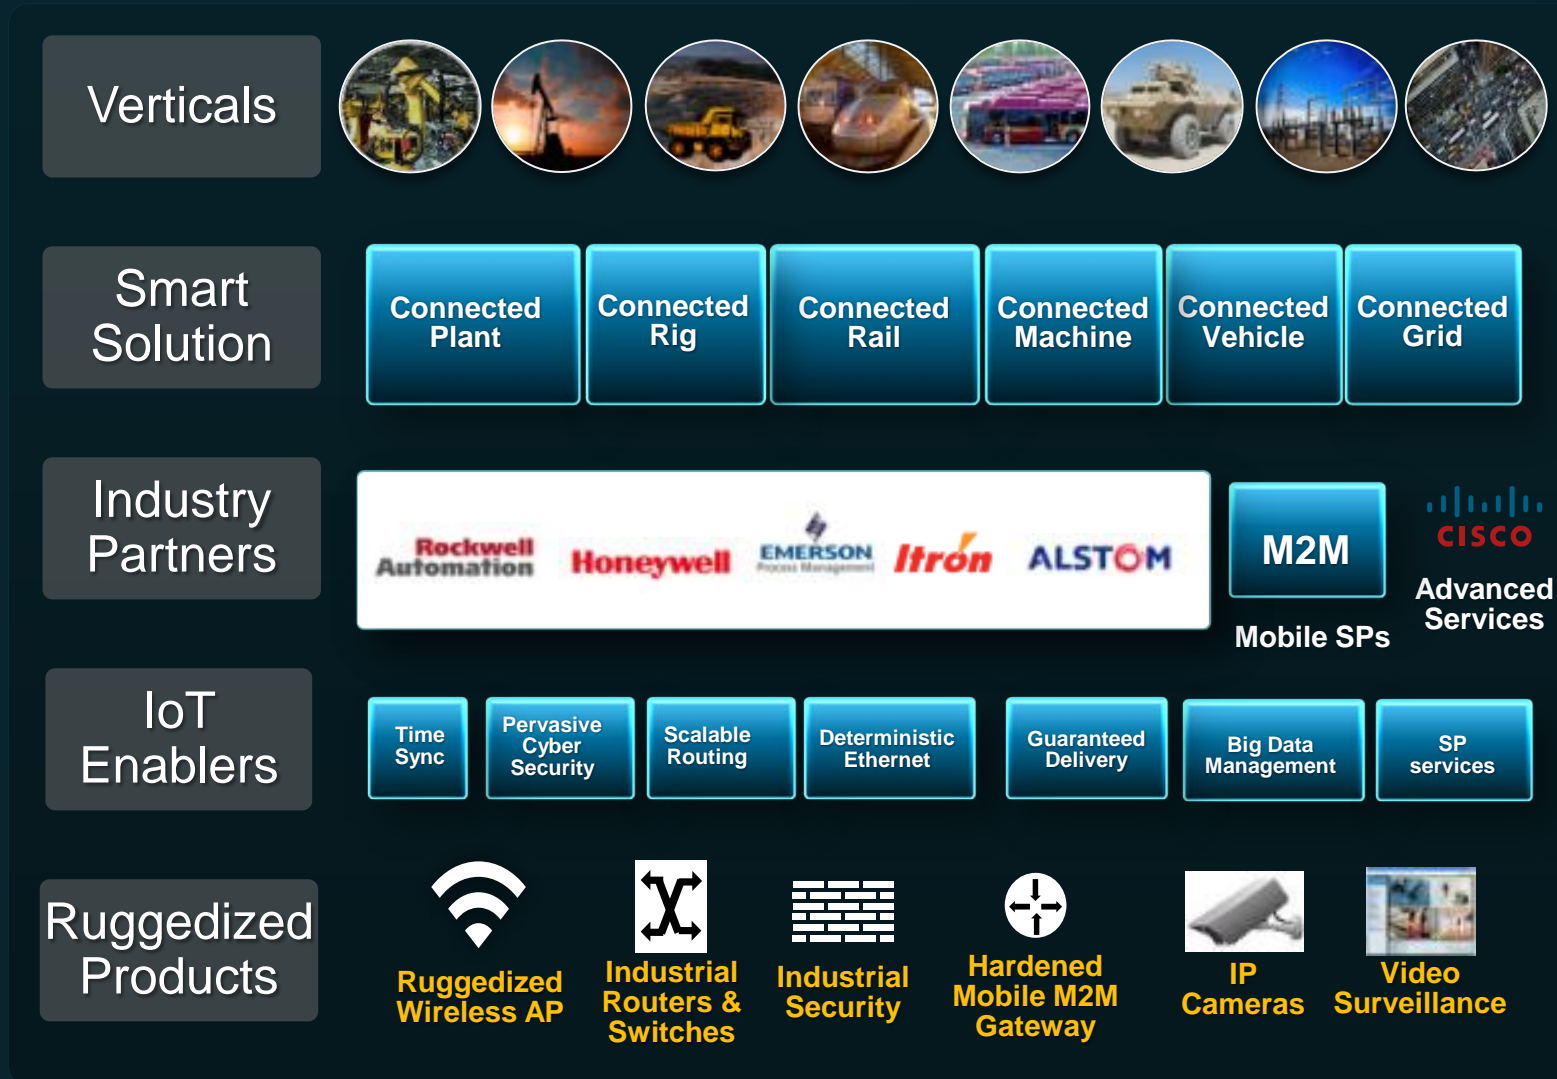 Verticals
Smart
Solution
Connected
Plant
Connected
Rig
Connected
Rail
Connected
Machine
Connected
Vehicle
Connected
Grid
Industry
Partners
Rockwell
Automation
Honeywell
EMERSON
Process Management
Itron
ALSTOM
M2M
Mobile SPs
CISCO
Advanced
Services
IoT
Enablers
Time
Sync
Pervasive
Cyber
Security
Scalable
Routing
Deterministic
Ethernet
Guaranteed
Delivery
Big Data
Management
SP
services
Ruggedized
Products
Ruggedized
Wireless AP
Industrial
Routers &
Switches
Industrial
Security
Hardened
Mobile M2M
Gateway
IP
Cameras
Video
Surveillance